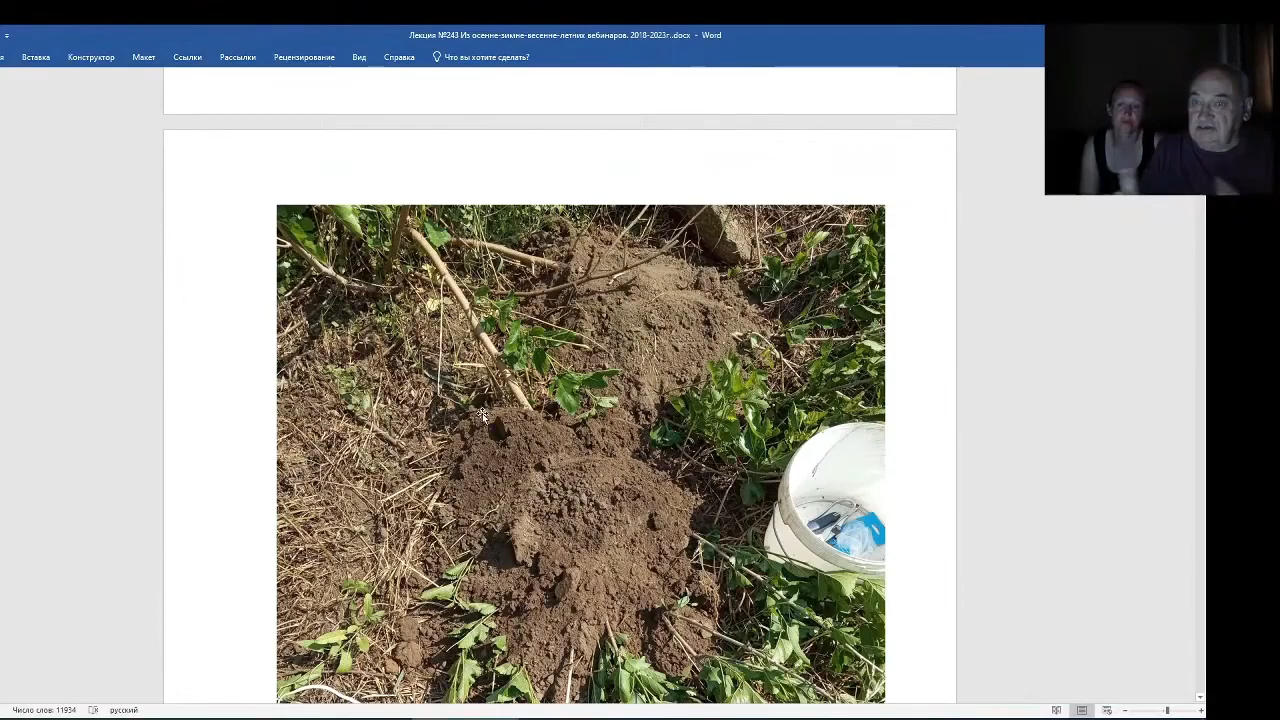 Лекция №243 Из осенне-зимне-весенне-летних вебинаров. 2018-2023г..docx - Word
Вставка Конструктор Макет Ссылки Рассылки Рецензирование Вид Справка Что вы хотите сделать?
Число слов: 11934 русский